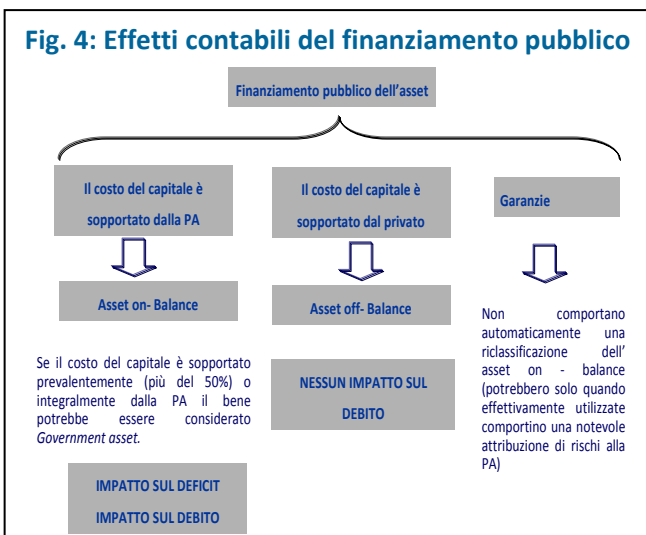 Fig. 4: Effetti contabili del finanziamento pubblico
Finanziamento pubblico dell'asset
Il costo del capitale è
sopportato dalla PA
Asset on- Balance
Se il costo del capitale è sopportato
prevalentemente (più del 50%) o
integralmente dalla PA il bene
potrebbe essere considerato
Government asset.
IMPATTO SUL DEFICIT
IMPATTO SUL DEBITO
Il costo del capitale è
sopportato dal privato
Asset off- Balance
NESSUN IMPATTO SUL
DEBITO
Garanzie
Non comportano
automaticamente una
riclassificazione dell'
asset on - balance
(potrebbero solo quando
effettivamente utilizzate
comportino una notevole
attribuzione di rischi alla
PA)